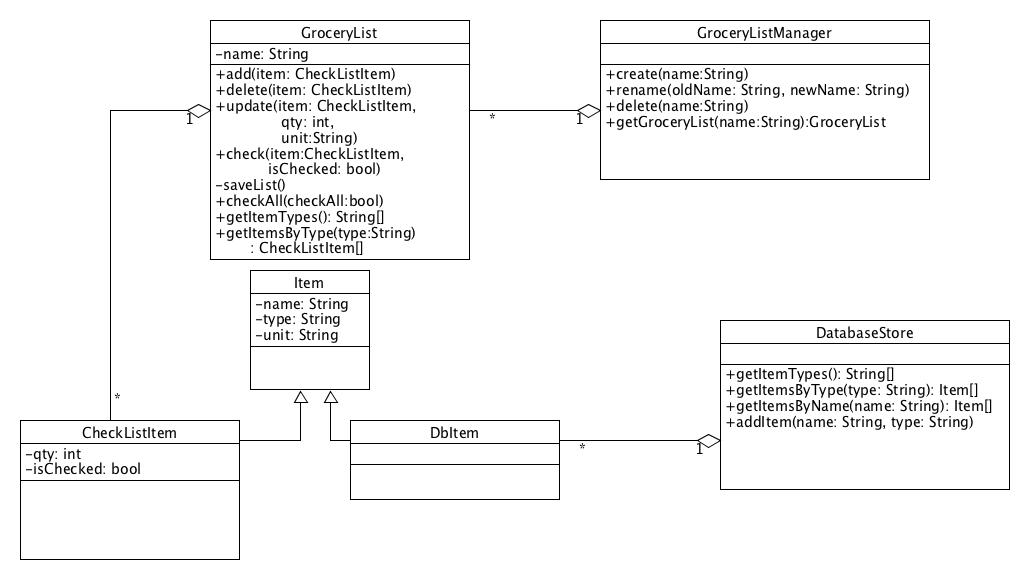 GroceryList
-name: String
+add(item: CheckListItem)
+delete(item: CheckListItem)
+update(item: CheckListItem,
qty: int,
unit:String)
+check(item:CheckListItem,
isChecked: bool)
-saveList()
+checkAll(checkAll:bool)
+getItemTypes(): String[]
+getItemsByType(type:String)
: CheckListItem[]
GroceryListManager
+create(name:String)
+rename(oldName: String, newName: String)
+delete(name:String)
+getGroceryList(name:String):GroceryList
1
*
1
*
Item
-name: String
-type: String
-unit: String
DatabaseStore
+getItemTypes(): String[]
+getItemsByType(type: String): Item[]
+getItemsByName(name: String): Item[]
+addItem(name: String, type: String)
CheckListItem
-qty: int
-isChecked: bool
DbItem
*
1